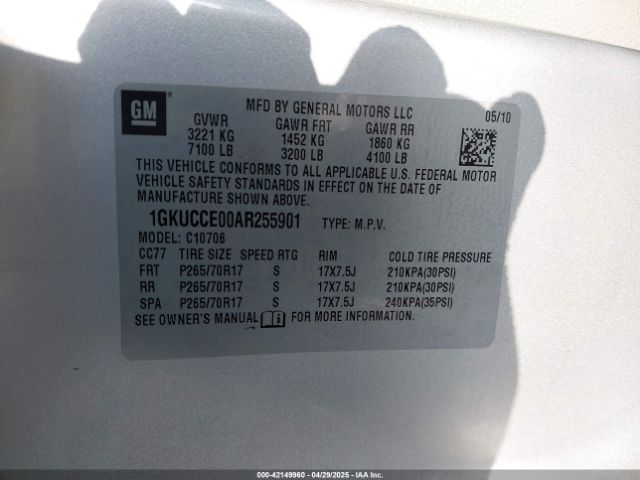 GM
MFD BY GENERAL MOTORS LLC
05/10
GVWR GAWR FRT GAWR RR
3221 KG 1452 KG 1860 KG
7100 LB 3200 LB 4100 LB
THIS VEHICLE CONFORMS TO ALL APPLICABLE U.S. FEDERAL MOTOR
VEHICLE SAFETY STANDARDS IN EFFECT ON THE DATE OF
MANUFACTURE SHOWN ABOVE.
1GKUCCE00AR255901 TYPE: M.P.V.
MODEL: C10706
CC77 TIRE SIZE SPEED RTG RIM COLD TIRE PRESSURE
FRT P265/70R17 S 17X7.5J 210KPA(30PSI)
RR P265/70R17 S 17X7.5J 210KPA(30PSI)
SPA P265/70R17 S 17X7.5J 240KPA(35PSI)
SEE OWNER'S MANUAL FOR MORE INFORMATION.
000-42149960 - 04/29/2025 - IAA, Inc.